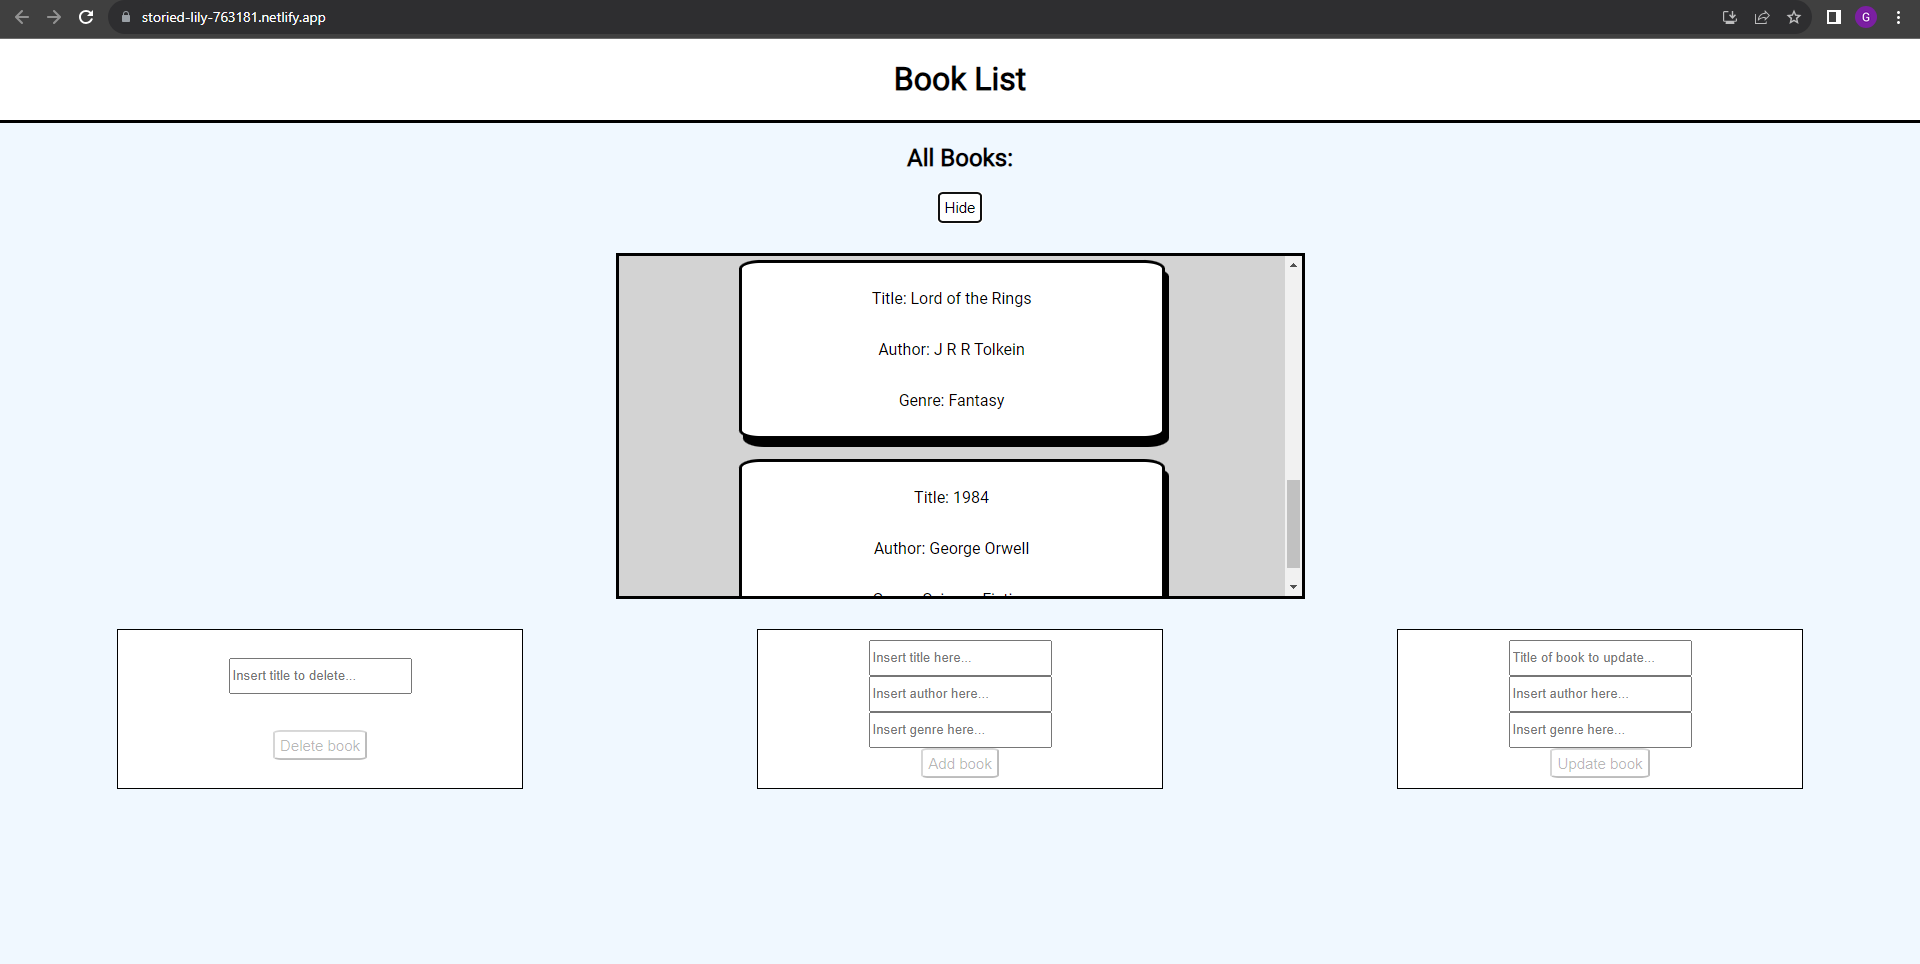 storied-lily-763181.netlify.app
G
Book List
All Books:
Hide
Title: Lord of the Rings
Author: J R R Tolkein
Genre: Fantasy
Title: 1984
Author: George Orwell
Insert title to delete...
Delete book
Insert title here...
Insert author here...
Insert genre here...
Add book
Title of book to update...
Insert author here...
Insert genre here...
Update book